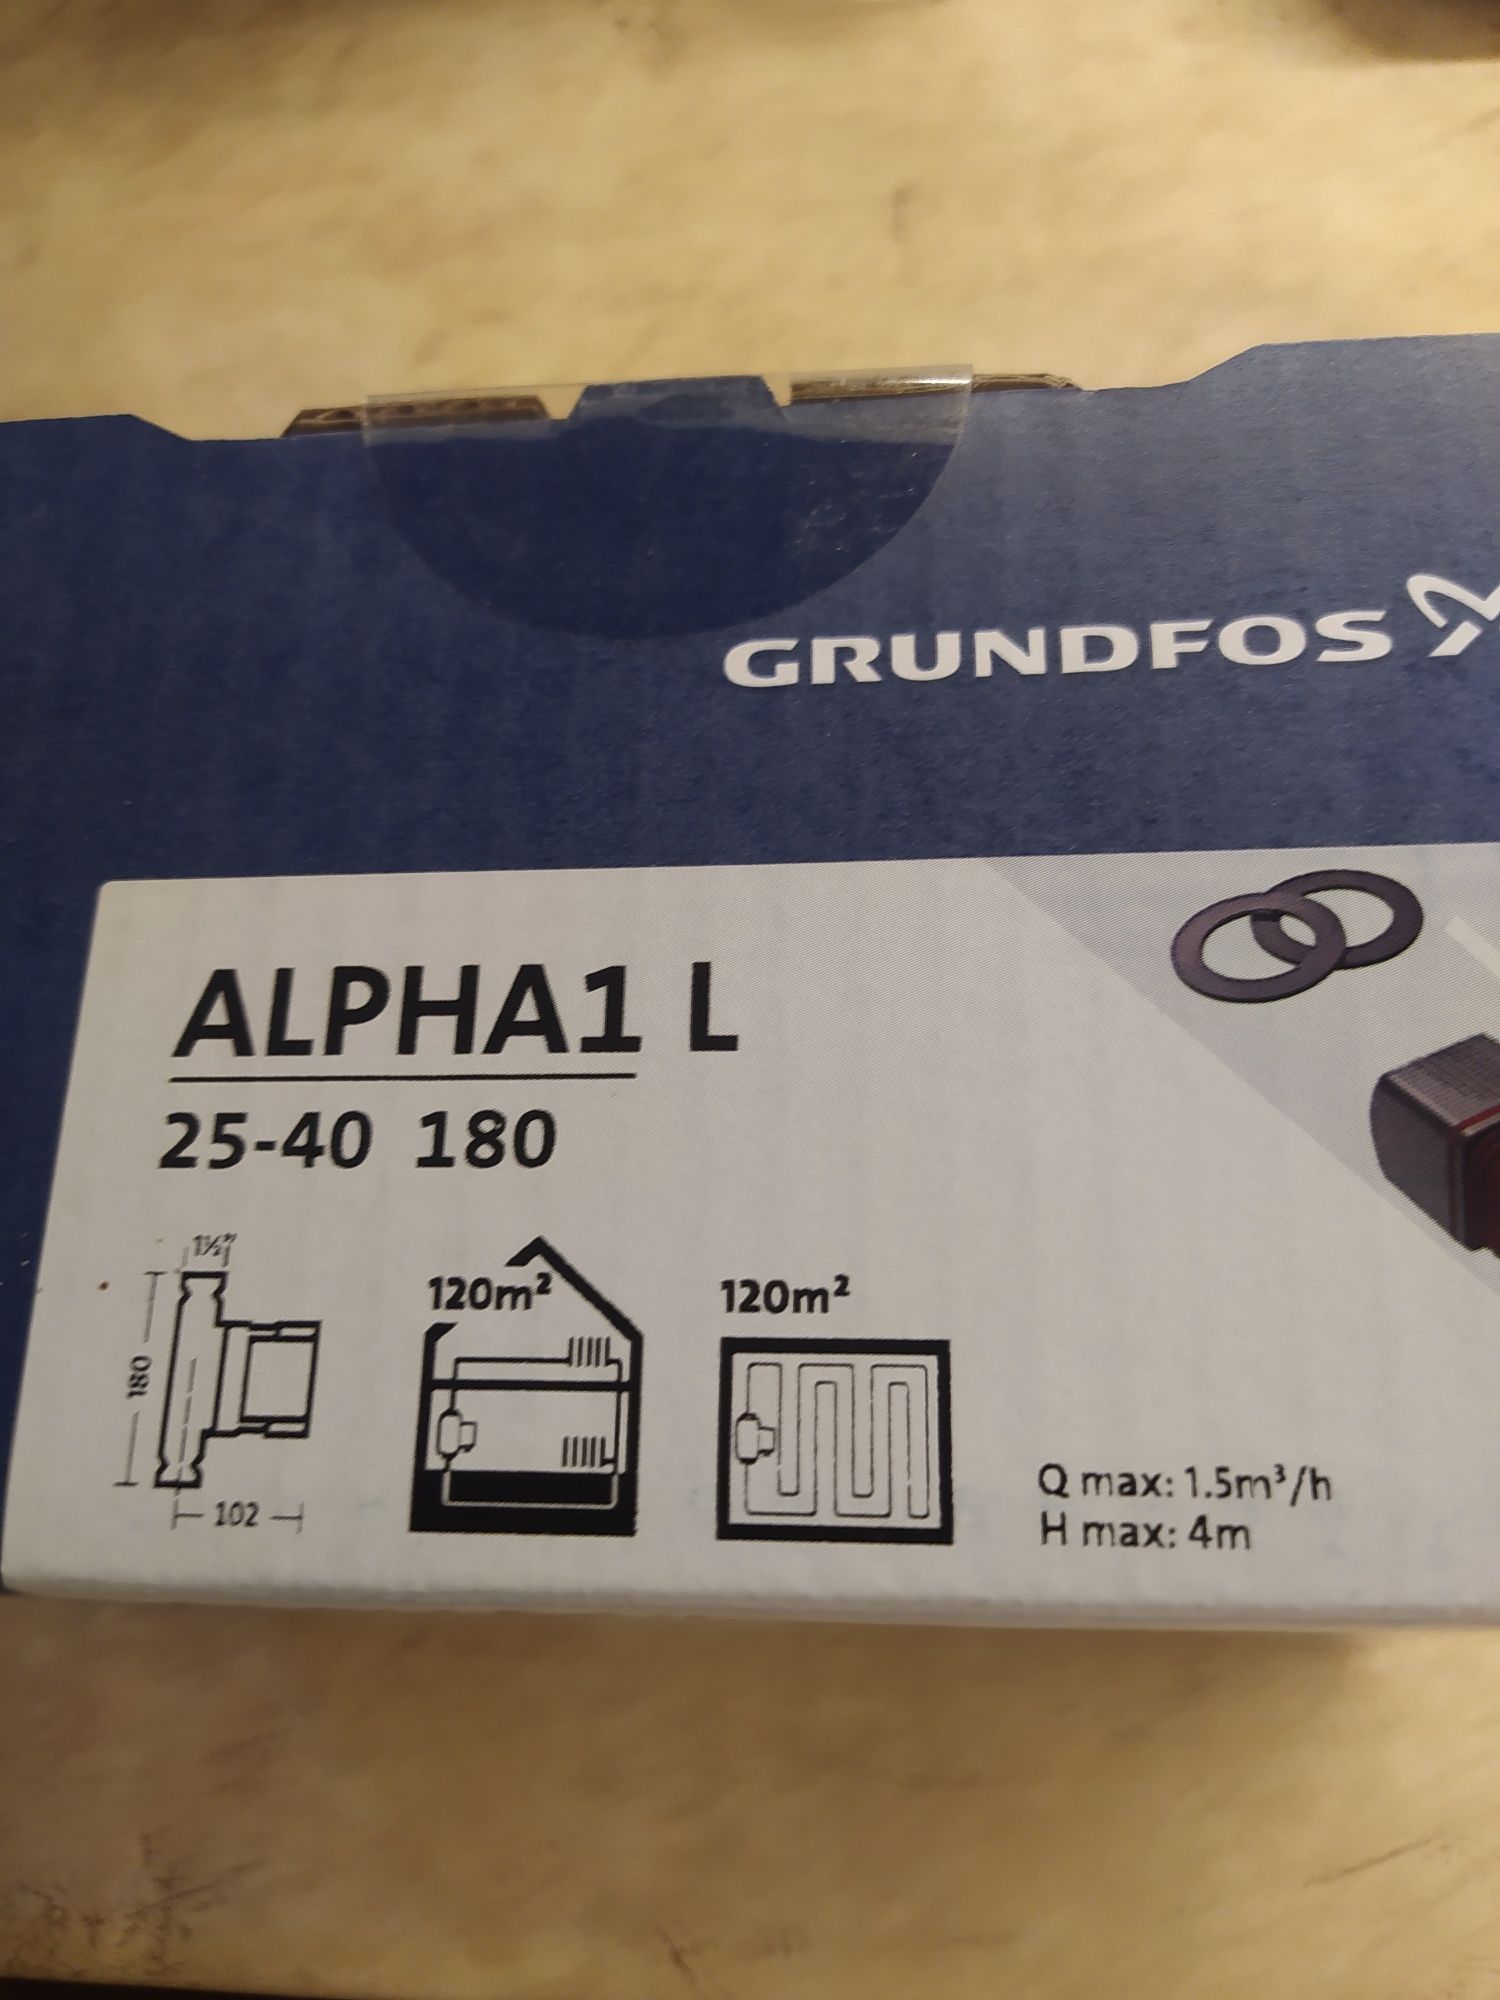 GRUNDFOS
ALPHA1 L
25-40 180
1½"
180
102
120m²
120m²
Q max: 1.5m³/h
H max: 4m